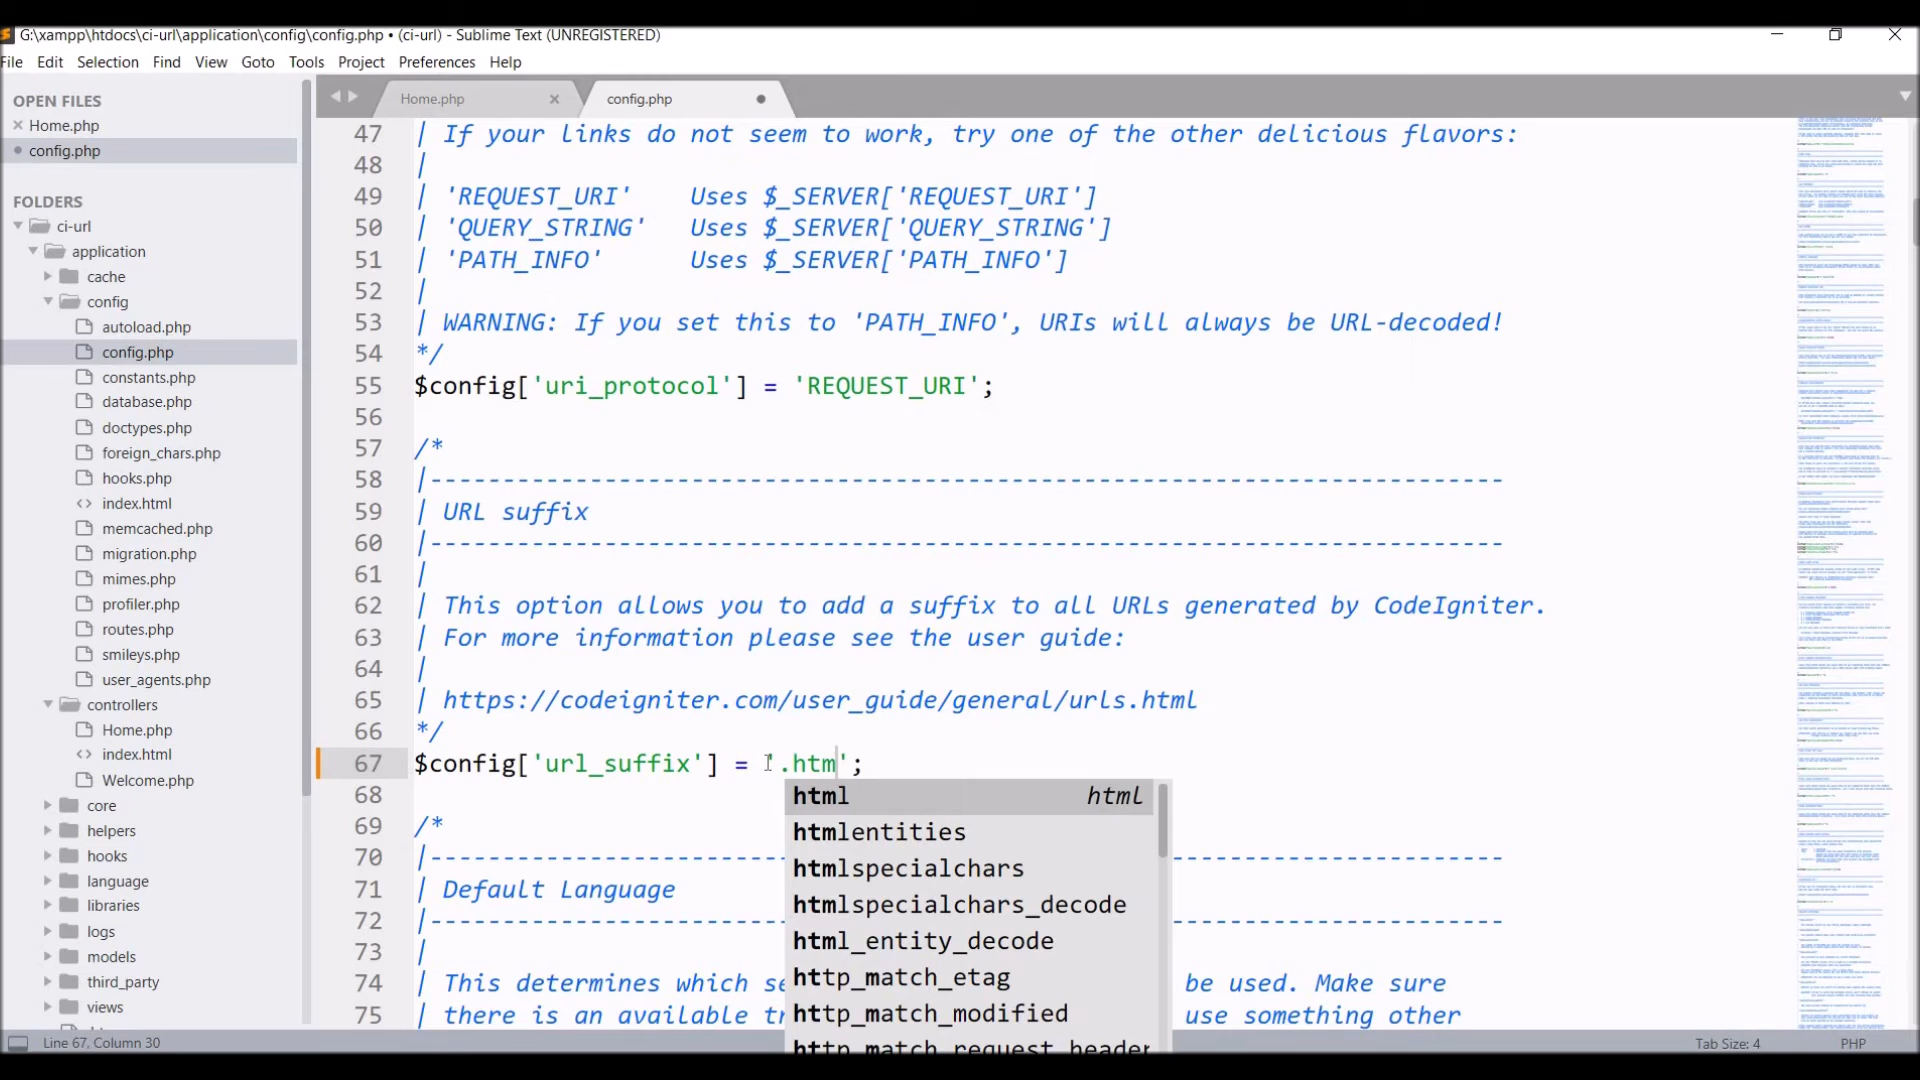 G:\xampp\htdocs\ci-url\application\config\config.php • (ci-url) - Sublime Text (UNREGISTERED)
File Edit Selection Find View Goto Tools Project Preferences Help
OPEN FILES
Home.php
config.php
FOLDERS
ci-url
application
cache
config
autoload.php
config.php
constants.php
database.php
doctypes.php
foreign_chars.php
hooks.php
index.html
memcached.php
migration.php
mimes.php
profiler.php
routes.php
smileys.php
user_agents.php
controllers
Home.php
index.html
Welcome.php
core
helpers
hooks
language
libraries
logs
models
third_party
views
Home.php config.php
47 | If your links do not seem to work, try one of the other delicious flavors:
48 |
49 | 'REQUEST_URI' Uses $_SERVER['REQUEST_URI']
50 | 'QUERY_STRING' Uses $_SERVER['QUERY_STRING']
51 | 'PATH_INFO' Uses $_SERVER['PATH_INFO']
52 |
53 | WARNING: If you set this to 'PATH_INFO', URIs will always be URL-decoded!
54 */
55 $config['uri_protocol'] = 'REQUEST_URI';
56
57 /*
58 |--------------------------------------------------------------------------
59 | URL suffix
60 |--------------------------------------------------------------------------
61 |
62 | This option allows you to add a suffix to all URLs generated by CodeIgniter.
63 | For more information please see the user guide:
64 |
65 | https://codeigniter.com/user_guide/general/urls.html
66 */
67 $config['url_suffix'] = '.htm';
68
69 /*
70 |--------------------------------------------------------------------------
71 | Default Language
72 |--------------------------------------------------------------------------
73 |
74 | This determines which se be used. Make sure
75 | there is an available tr use something other
html html
htmlentities
htmlspecialchars
htmlspecialchars_decode
html_entity_decode
http_match_etag
http_match_modified
http_match_request_header
Line 67, Column 30
Tab Size: 4 PHP